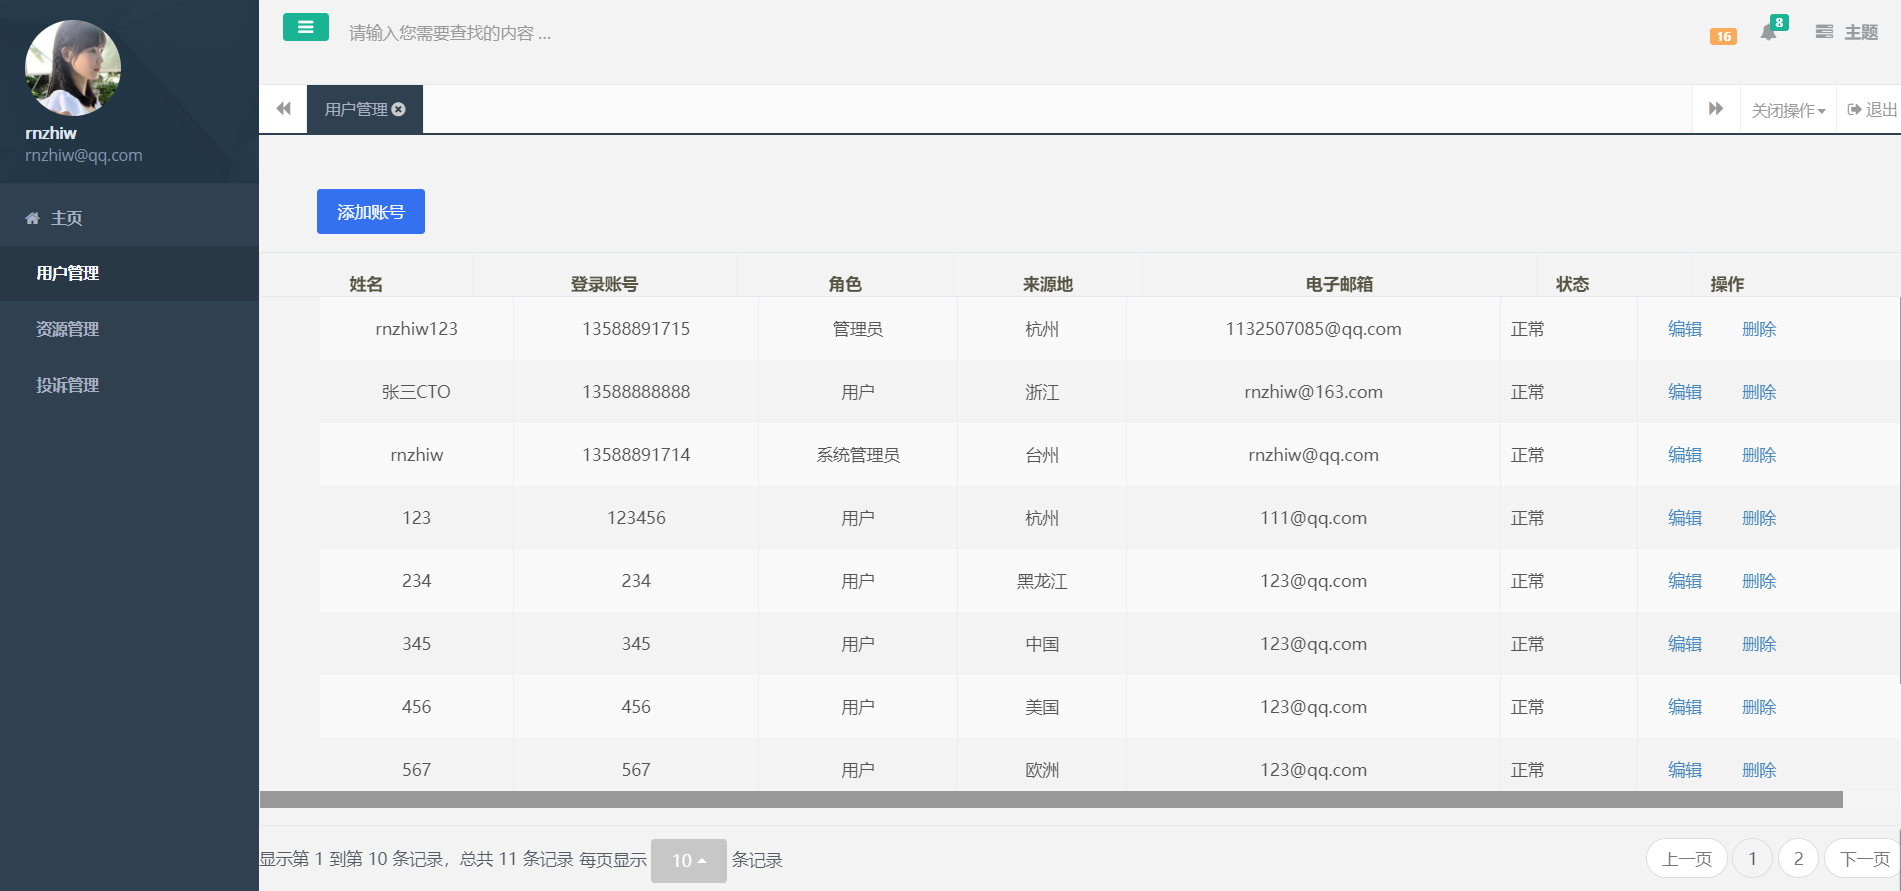 rnzhiw
rnzhiw@qq.com
主页
用户管理
资源管理
投诉管理
请输入您需要查找的内容 ...
16
8
主题
用户管理
关闭操作
退出
添加账号
姓名 登录账号 角色 来源地 电子邮箱 状态 操作
rnzhiw123 13588891715 管理员 杭州 1132507085@qq.com 正常 编辑 删除
张三CTO 13588888888 用户 浙江 rnzhiw@163.com 正常 编辑 删除
rnzhiw 13588891714 系统管理员 台州 rnzhiw@qq.com 正常 编辑 删除
123 123456 用户 杭州 111@qq.com 正常 编辑 删除
234 234 用户 黑龙江 123@qq.com 正常 编辑 删除
345 345 用户 中国 123@qq.com 正常 编辑 删除
456 456 用户 美国 123@qq.com 正常 编辑 删除
567 567 用户 欧洲 123@qq.com 正常 编辑 删除
显示第 1 到第 10 条记录，总共 11 条记录 每页显示 10 条记录
上一页 1 2 下一页